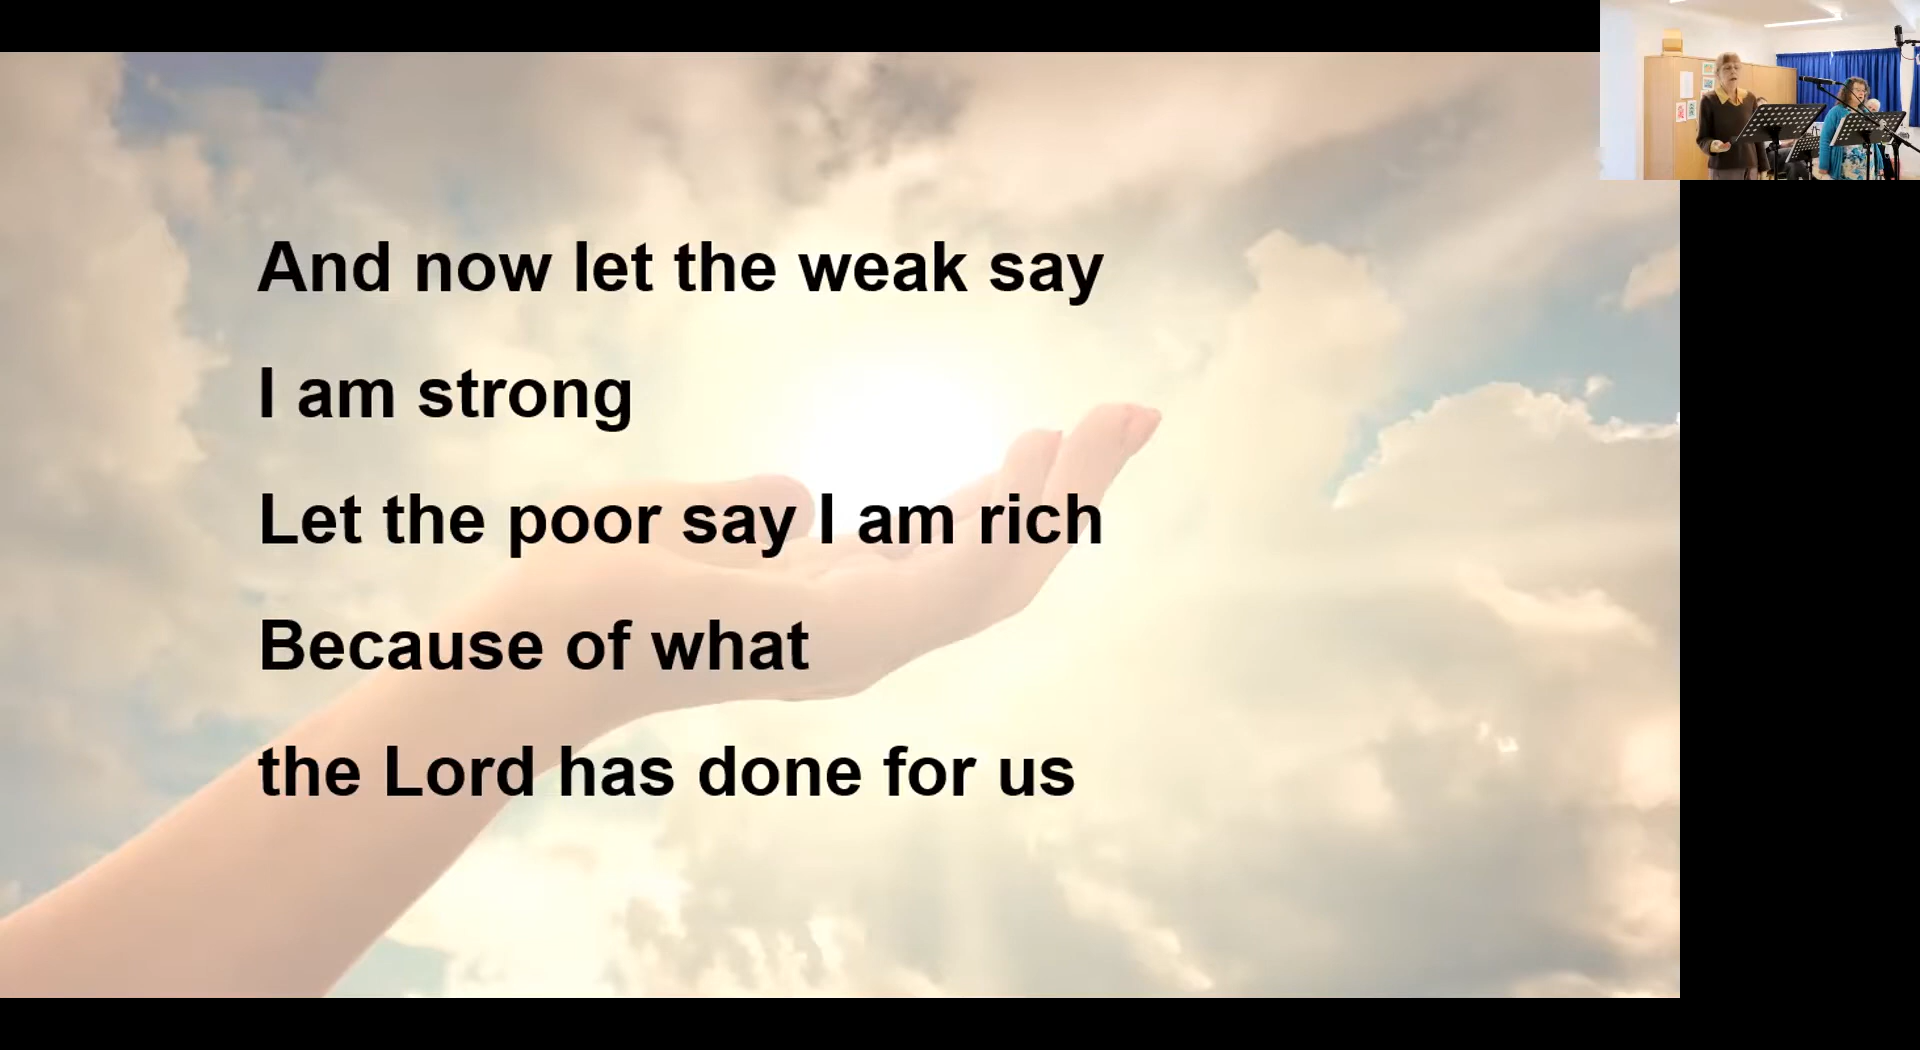 And now let the weak say
I am strong
Let the poor say I am rich
Because of what
the Lord has done for us